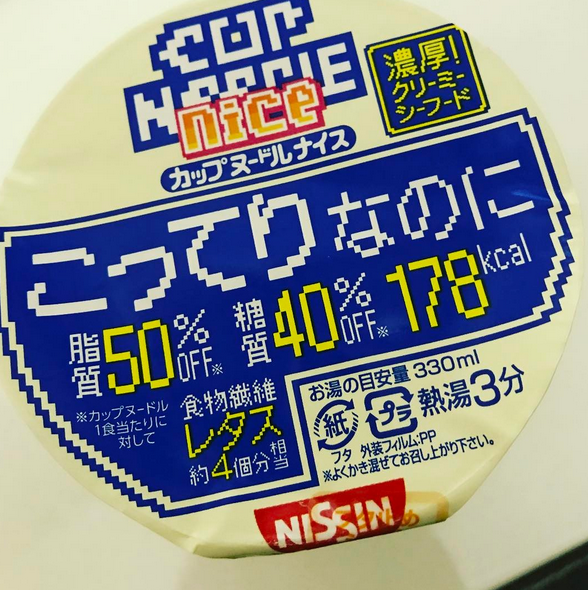 CUP
NOODLE
nice
カップヌードルナイス
濃厚!
クリーミー
シーフード
こってりなのに
脂質50%OFF※ 糖質40%OFF※ 178kcal
※カップヌードル
1食当たりに
対して
食物繊維
レタス
約4個分相当
お湯の目安量 330ml
紙 プラ 熱湯3分
フタ 外装フィルム:PP
※よくかき混ぜてお召し上がり下さい。
NISSIN